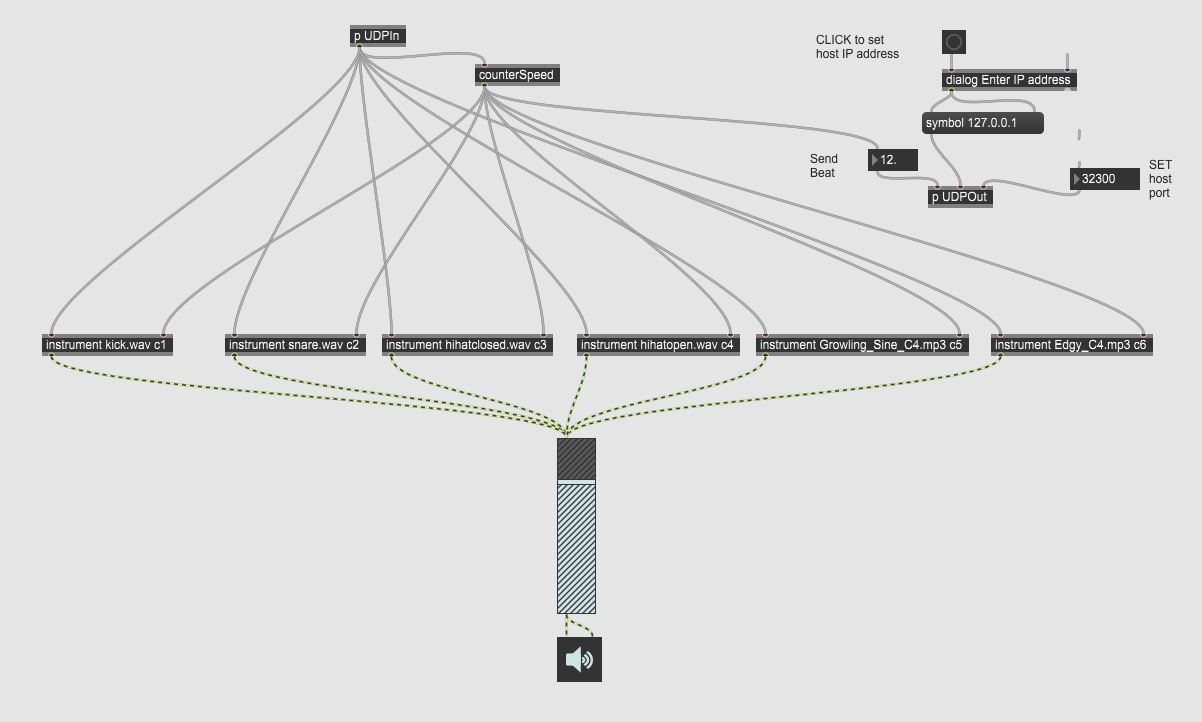 p UDPIn
CLICK to set
host IP address
counterSpeed
dialog Enter IP address
symbol 127.0.0.1
Send
Beat
12.
p UDPOut
32300
SET
host
port
instrument kick.wav c1
instrument snare.wav c2
instrument hihatclosed.wav c3
instrument hihatopen.wav c4
instrument Growling_Sine_C4.mp3 c5
instrument Edgy_C4.mp3 c6